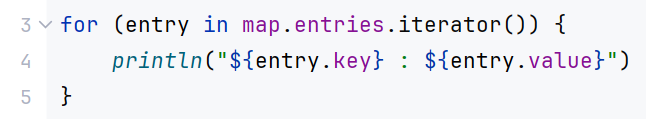 3 for (entry in map.entries.iterator()) {
4     println("${entry.key} : ${entry.value}")
5 }